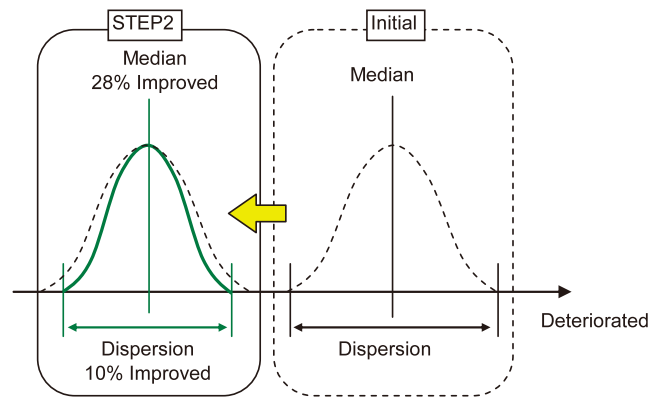 STEP2
Median
28% Improved
Dispersion
10% Improved
Initial
Median
Dispersion
Deteriorated